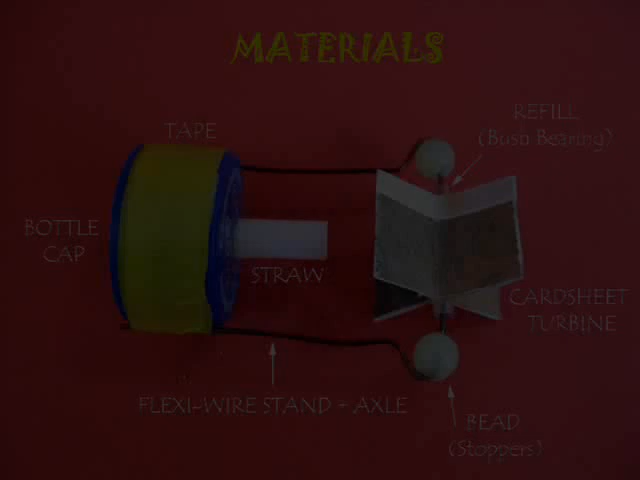 MATERIALS
TAPE
REFILL
(Bush Bearing)
BOTTLE
CAP
STRAW
CARDSHEET
TURBINE
FLEXI-WIRE STAND + AXLE
BEAD
(Stoppers)